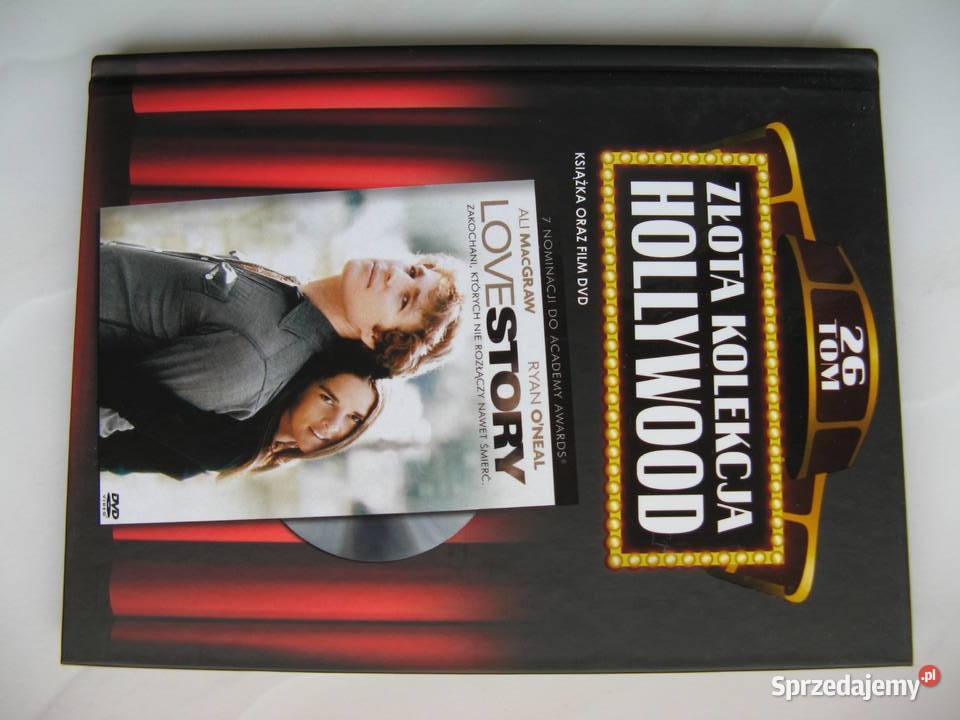 26
TOM
ZŁOTA KOLEKCJA
HOLLYWOOD
KSIĄŻKA ORAZ FILM DVD
7 NOMINACJI DO ACADEMY AWARDS®
ALI MACGRAW RYAN O'NEAL
LOVE STORY
ZAKOCHANI, KTÓRYCH NIE ROZŁĄCZY NAWET ŚMIERĆ.
DVD
VIDEO
Sprzedajemy.pl